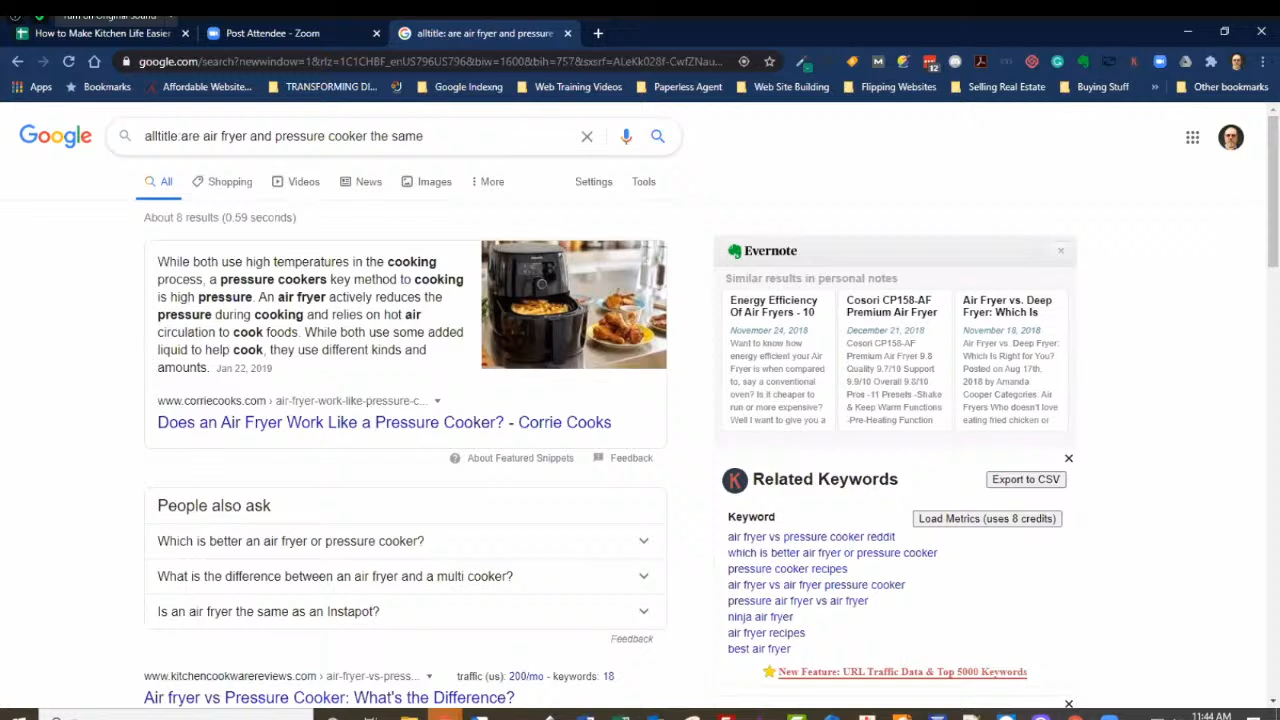 Turn on Original Sound
How to Make Kitchen Life Easier
Post Attendee - Zoom
alltitle: are air fryer and pressure
google.com/search?newwindow=1&rlz=1C1CHBF_enUS796US796&biw=1600&bih=757&sxsrf=ALeKk028f-CwfZNau...
12
Apps
Bookmarks
Affordable Website...
TRANSFORMING DI...
Google Indexing
Web Training Videos
Paperless Agent
Web Site Building
Flipping Websites
Selling Real Estate
Buying Stuff
»
Other bookmarks
Google
alltitle:are air fryer and pressure cooker the same
All
Shopping
Videos
News
Images
More
Settings
Tools
About 8 results (0.59 seconds)
While both use high temperatures in the cooking
process, a pressure cookers key method to cooking
is high pressure. An air fryer actively reduces the
pressure during cooking and relies on hot air
circulation to cook foods. While both use some added
liquid to help cook, they use different kinds and
amounts. Jan 22, 2019
www.corriecooks.com › air-fryer-work-like-pressure-c...
Does an Air Fryer Work Like a Pressure Cooker? - Corrie Cooks
About Featured Snippets
Feedback
People also ask
Which is better an air fryer or pressure cooker?
What is the difference between an air fryer and a multi cooker?
Is an air fryer the same as an Instapot?
Feedback
www.kitchencookwarereviews.com › air-fryer-vs-press...
traffic (us): 200/mo - keywords: 18
Air fryer vs Pressure Cooker: What's the Difference?
Evernote
Similar results in personal notes
Energy Efficiency
Of Air Fryers - 10
November 24, 2018
Want to know how
energy efficient your Air
Fryer is when compared
to, say a conventional
oven? Is it cheaper to
run or more expensive?
Well I want to give you a
Cosori CP158-AF
Premium Air Fryer
December 21, 2018
Cosori CP158-AF
Premium Air Fryer 9.8
Quality 9.7/10 Support
9.9/10 Overall 9.8/10
Pros -11 Presets -Shake
& Keep Warm Functions
-Pre-Heating Function
Air Fryer vs. Deep
Fryer: Which Is
November 18, 2018
Air Fryer vs. Deep Fryer:
Which Is Right for You?
Posted on Aug 17th,
2018 by Amanda
Cooper Categories: Air
Fryers Who doesn't love
eating fried chicken or
K
Related Keywords
Export to CSV
Keyword
Load Metrics (uses 8 credits)
air fryer vs pressure cooker reddit
which is better air fryer or pressure cooker
pressure cooker recipes
air fryer vs air fryer pressure cooker
pressure air fryer vs air fryer
ninja air fryer
air fryer recipes
best air fryer
New Feature: URL Traffic Data & Top 5000 Keywords
11:44 AM